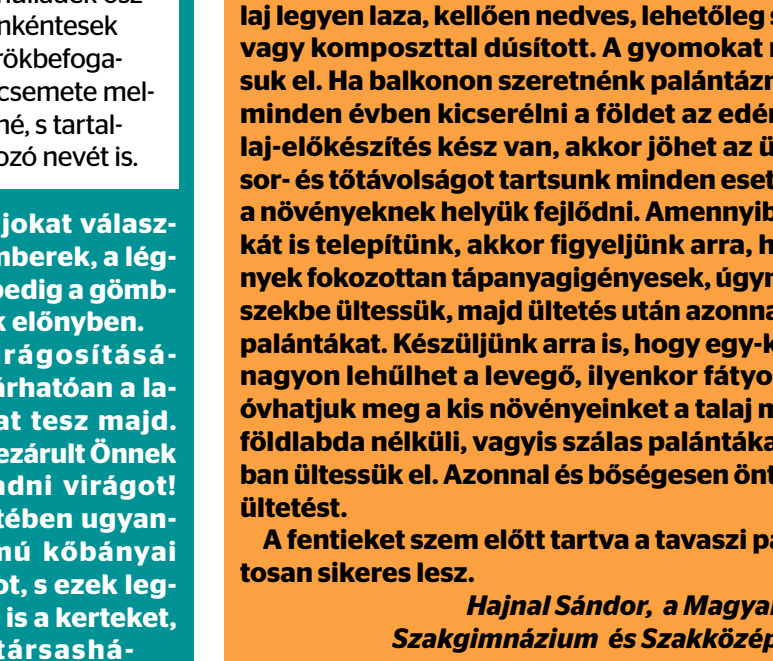 nkéntesek
rökbefoga-
csemete mel-
né, s tartal-
ozó nevét is.
jokatválasz-
mberek, a lég-
pedig a gömb-
k előnyben.
rágosításá-
árhatóan a la-
at tesz majd.
ezárult Önnek
adni virágot!
tében ugyan-
mú kőbányai
ot, s ezek leg-
is a kerteket,
társashá-
laj legyen laza, kellően nedves, lehetőleg s
vagy komposzttal dúsított. A gyomokat
suk el. Ha balkonon szeretnénk palántázn
minden évben kicserélni a földet az edén
laj-előkészítés kész van, akkor jöhet az ü
sor- és tőtávolságot tartsunk minden eset
a növényeknek helyük fejlődni. Amennyib
kát is telepítünk, akkor figyeljünk arra, h
nyek fokozottan tápanyagigényesek, úgyn
szekbe ültessük, majd ültetés után azonna
palántákat. Készüljünk arra is, hogy egy-k
nagyon lehűlhet a levegő, ilyenkor fátyo
óvhatjuk meg a kis növényeinket a talaj m
földlabda nélküli, vagyis szálas palántáka
ban ültessük el. Azonnal és bőségesen önt
ültetést.
A fentieket szem előtt tartva a tavaszi pa
tosan sikeres lesz.
Hajnal Sándor, a Magyar
Szakgimnázium és Szakközép